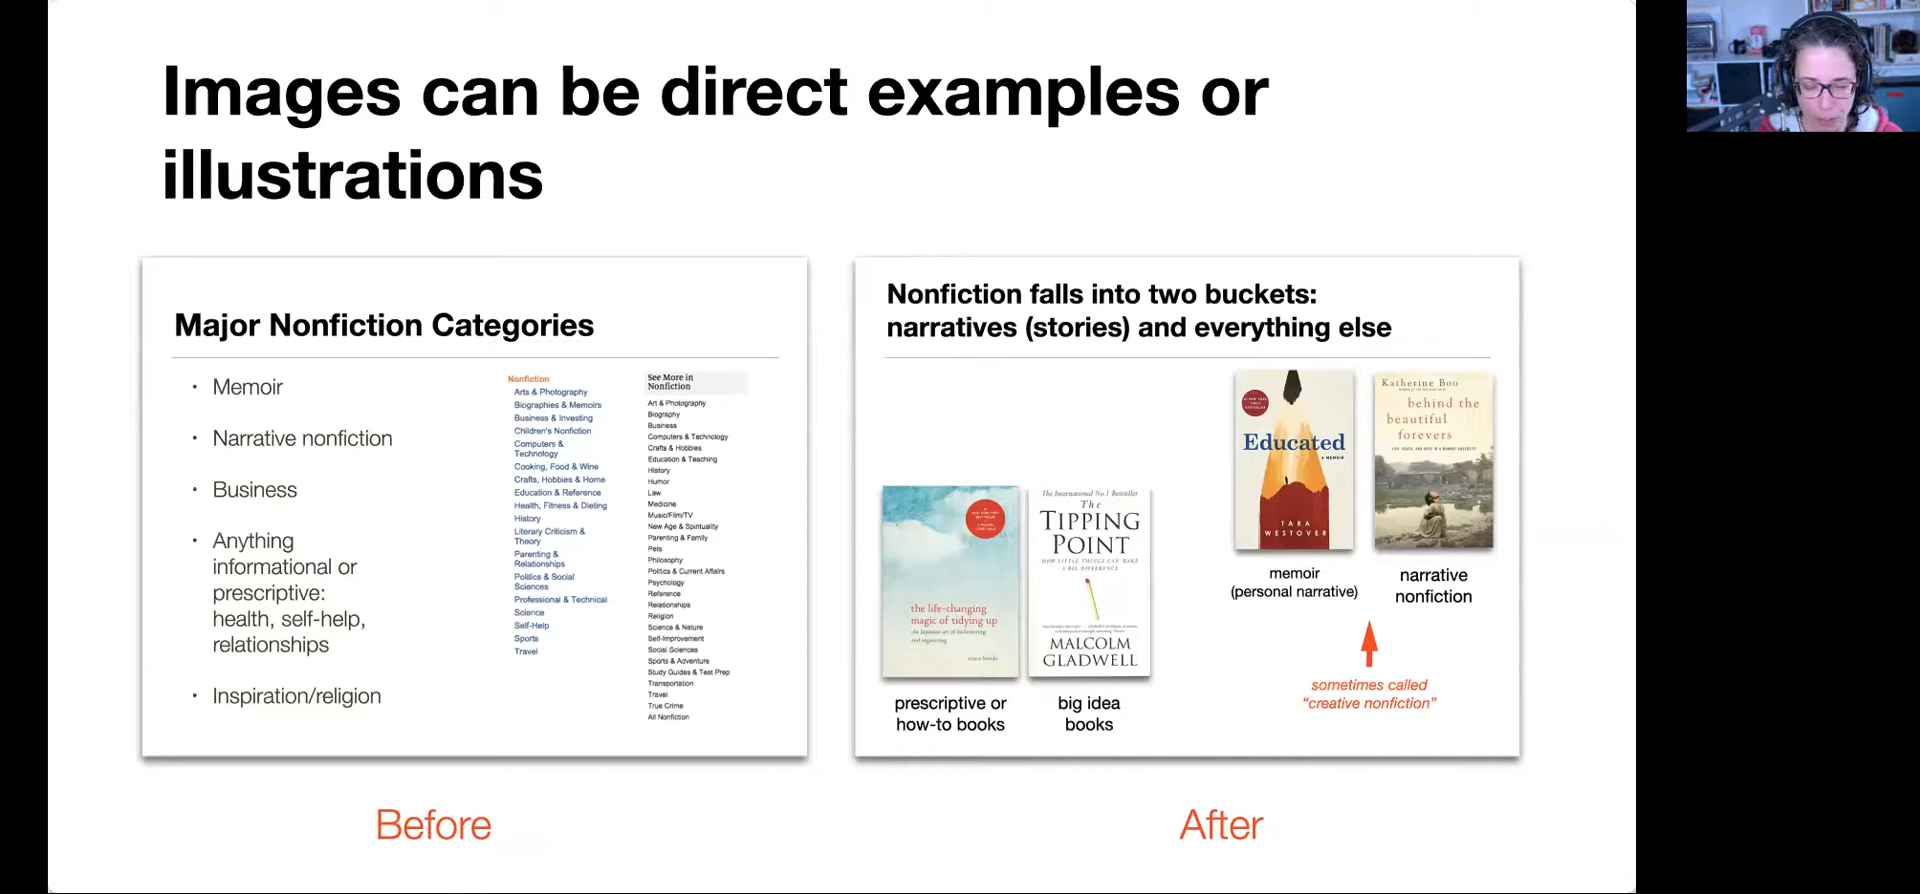 Images can be direct examples or
illustrations
Major Nonfiction Categories
• Memoir
• Narrative nonfiction
• Business
• Anything
informational or
prescriptive:
health, self-help,
relationships
• Inspiration/religion
Nonfiction
Arts & Photography
Biographies & Memoirs
Business & Investing
Children's Nonfiction
Computers &
Technology
Cooking, Food & Wine
Crafts, Hobbies & Home
Education & Reference
Health, Fitness & Dieting
History
Literary Criticism &
Theory
Parenting &
Relationships
Politics & Social
Sciences
Professional & Technical
Science
Self-Help
Sports
Travel
See More in
Nonfiction
Art & Photography
Biography
Business
Computers & Technology
Crafts & Hobbies
Education & Teaching
History
Humor
Law
Medicine
Music/Film/TV
New Age & Spirituality
Parenting & Family
Pets
Philosophy
Politics & Current Affairs
Psychology
Reference
Relationships
Religion
Science & Nature
Self-Improvement
Social Sciences
Sports & Adventure
Study Guides & Test Prep
Transportation
Travel
True Crime
All Nonfiction
Before
Nonfiction falls into two buckets:
narratives (stories) and everything else
the life-changing
magic of tidying up
the Japanese art of decluttering
and organizing
marie kondo
prescriptive or
how-to books
The International No.1 Bestseller
The
TIPPING
POINT
HOW LITTLE THINGS CAN MAKE
A BIG DIFFERENCE
MALCOLM
GLADWELL
big idea
books
Educated
A MEMOIR
TARA
WESTOVER
memoir
(personal narrative)
Katherine Boo
behind the
beautiful
forevers
LIFE, DEATH, AND HOPE IN A MUMBAI UNDERCITY
narrative
nonfiction
sometimes called
“creative nonfiction”
After